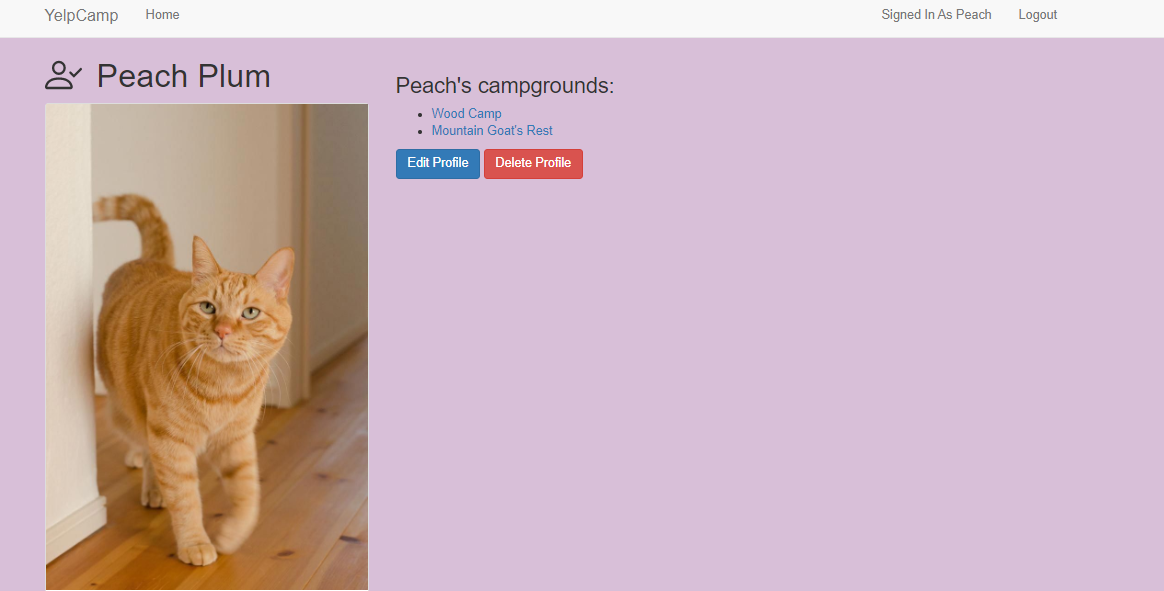 YelpCamp Home Signed In As Peach Logout
Peach Plum
Peach's campgrounds:
Wood Camp
Mountain Goat's Rest
Edit Profile Delete Profile